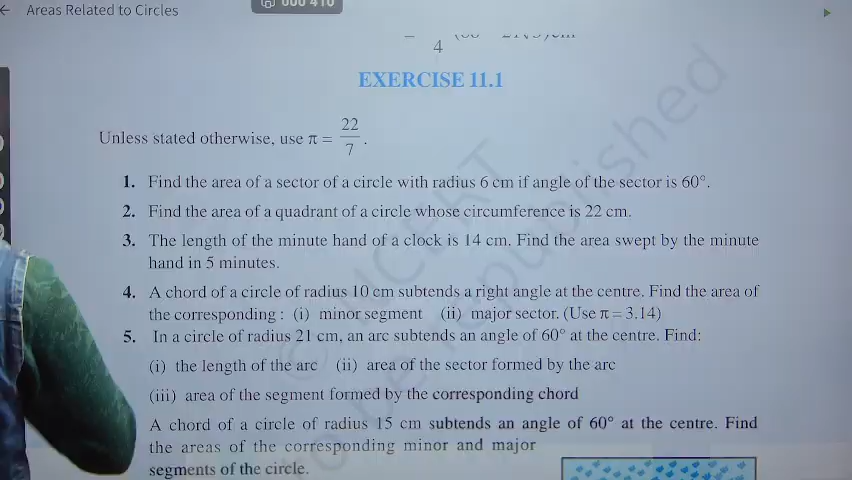 Areas Related to Circles
000410
4
EXERCISE 11.1
Unless stated otherwise, use π = 22/7 .
1. Find the area of a sector of a circle with radius 6 cm if angle of the sector is 60°.
2. Find the area of a quadrant of a circle whose circumference is 22 cm.
3. The length of the minute hand of a clock is 14 cm. Find the area swept by the minute
hand in 5 minutes.
4. A chord of a circle of radius 10 cm subtends a right angle at the centre. Find the area of
the corresponding : (i) minor segment (ii) major sector. (Use π = 3.14)
5. In a circle of radius 21 cm, an arc subtends an angle of 60° at the centre. Find:
(i) the length of the arc (ii) area of the sector formed by the arc
(iii) area of the segment formed by the corresponding chord
A chord of a circle of radius 15 cm subtends an angle of 60° at the centre. Find
the areas of the corresponding minor and major
segments of the circle.
© NCERT
to be republished